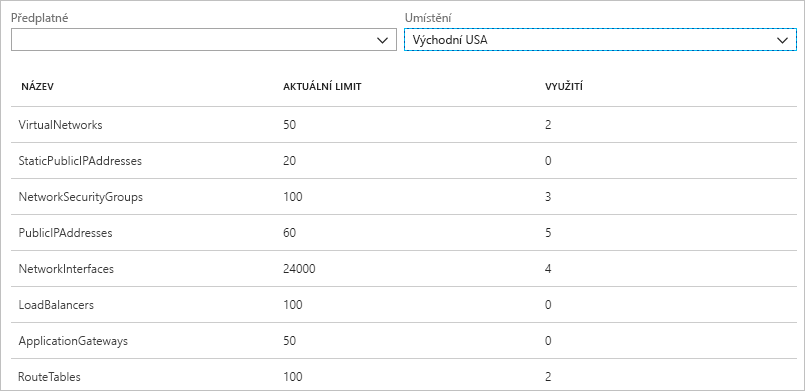 Předplatné Umístění
Východní USA
NÁZEV AKTUÁLNÍ LIMIT VYUŽITÍ
VirtualNetworks 50 2
StaticPublicIPAddresses 20 0
NetworkSecurityGroups 100 3
PublicIPAddresses 60 5
NetworkInterfaces 24000 4
LoadBalancers 100 0
ApplicationGateways 50 0
RouteTables 100 2